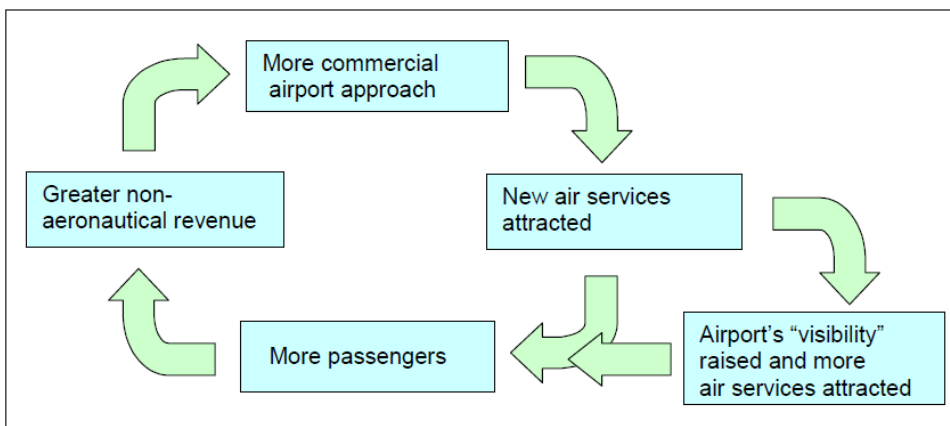 More commercial
airport approach
New air services
attracted
Airport's “visibility”
raised and more
air services attracted
More passengers
Greater non-
aeronautical revenue